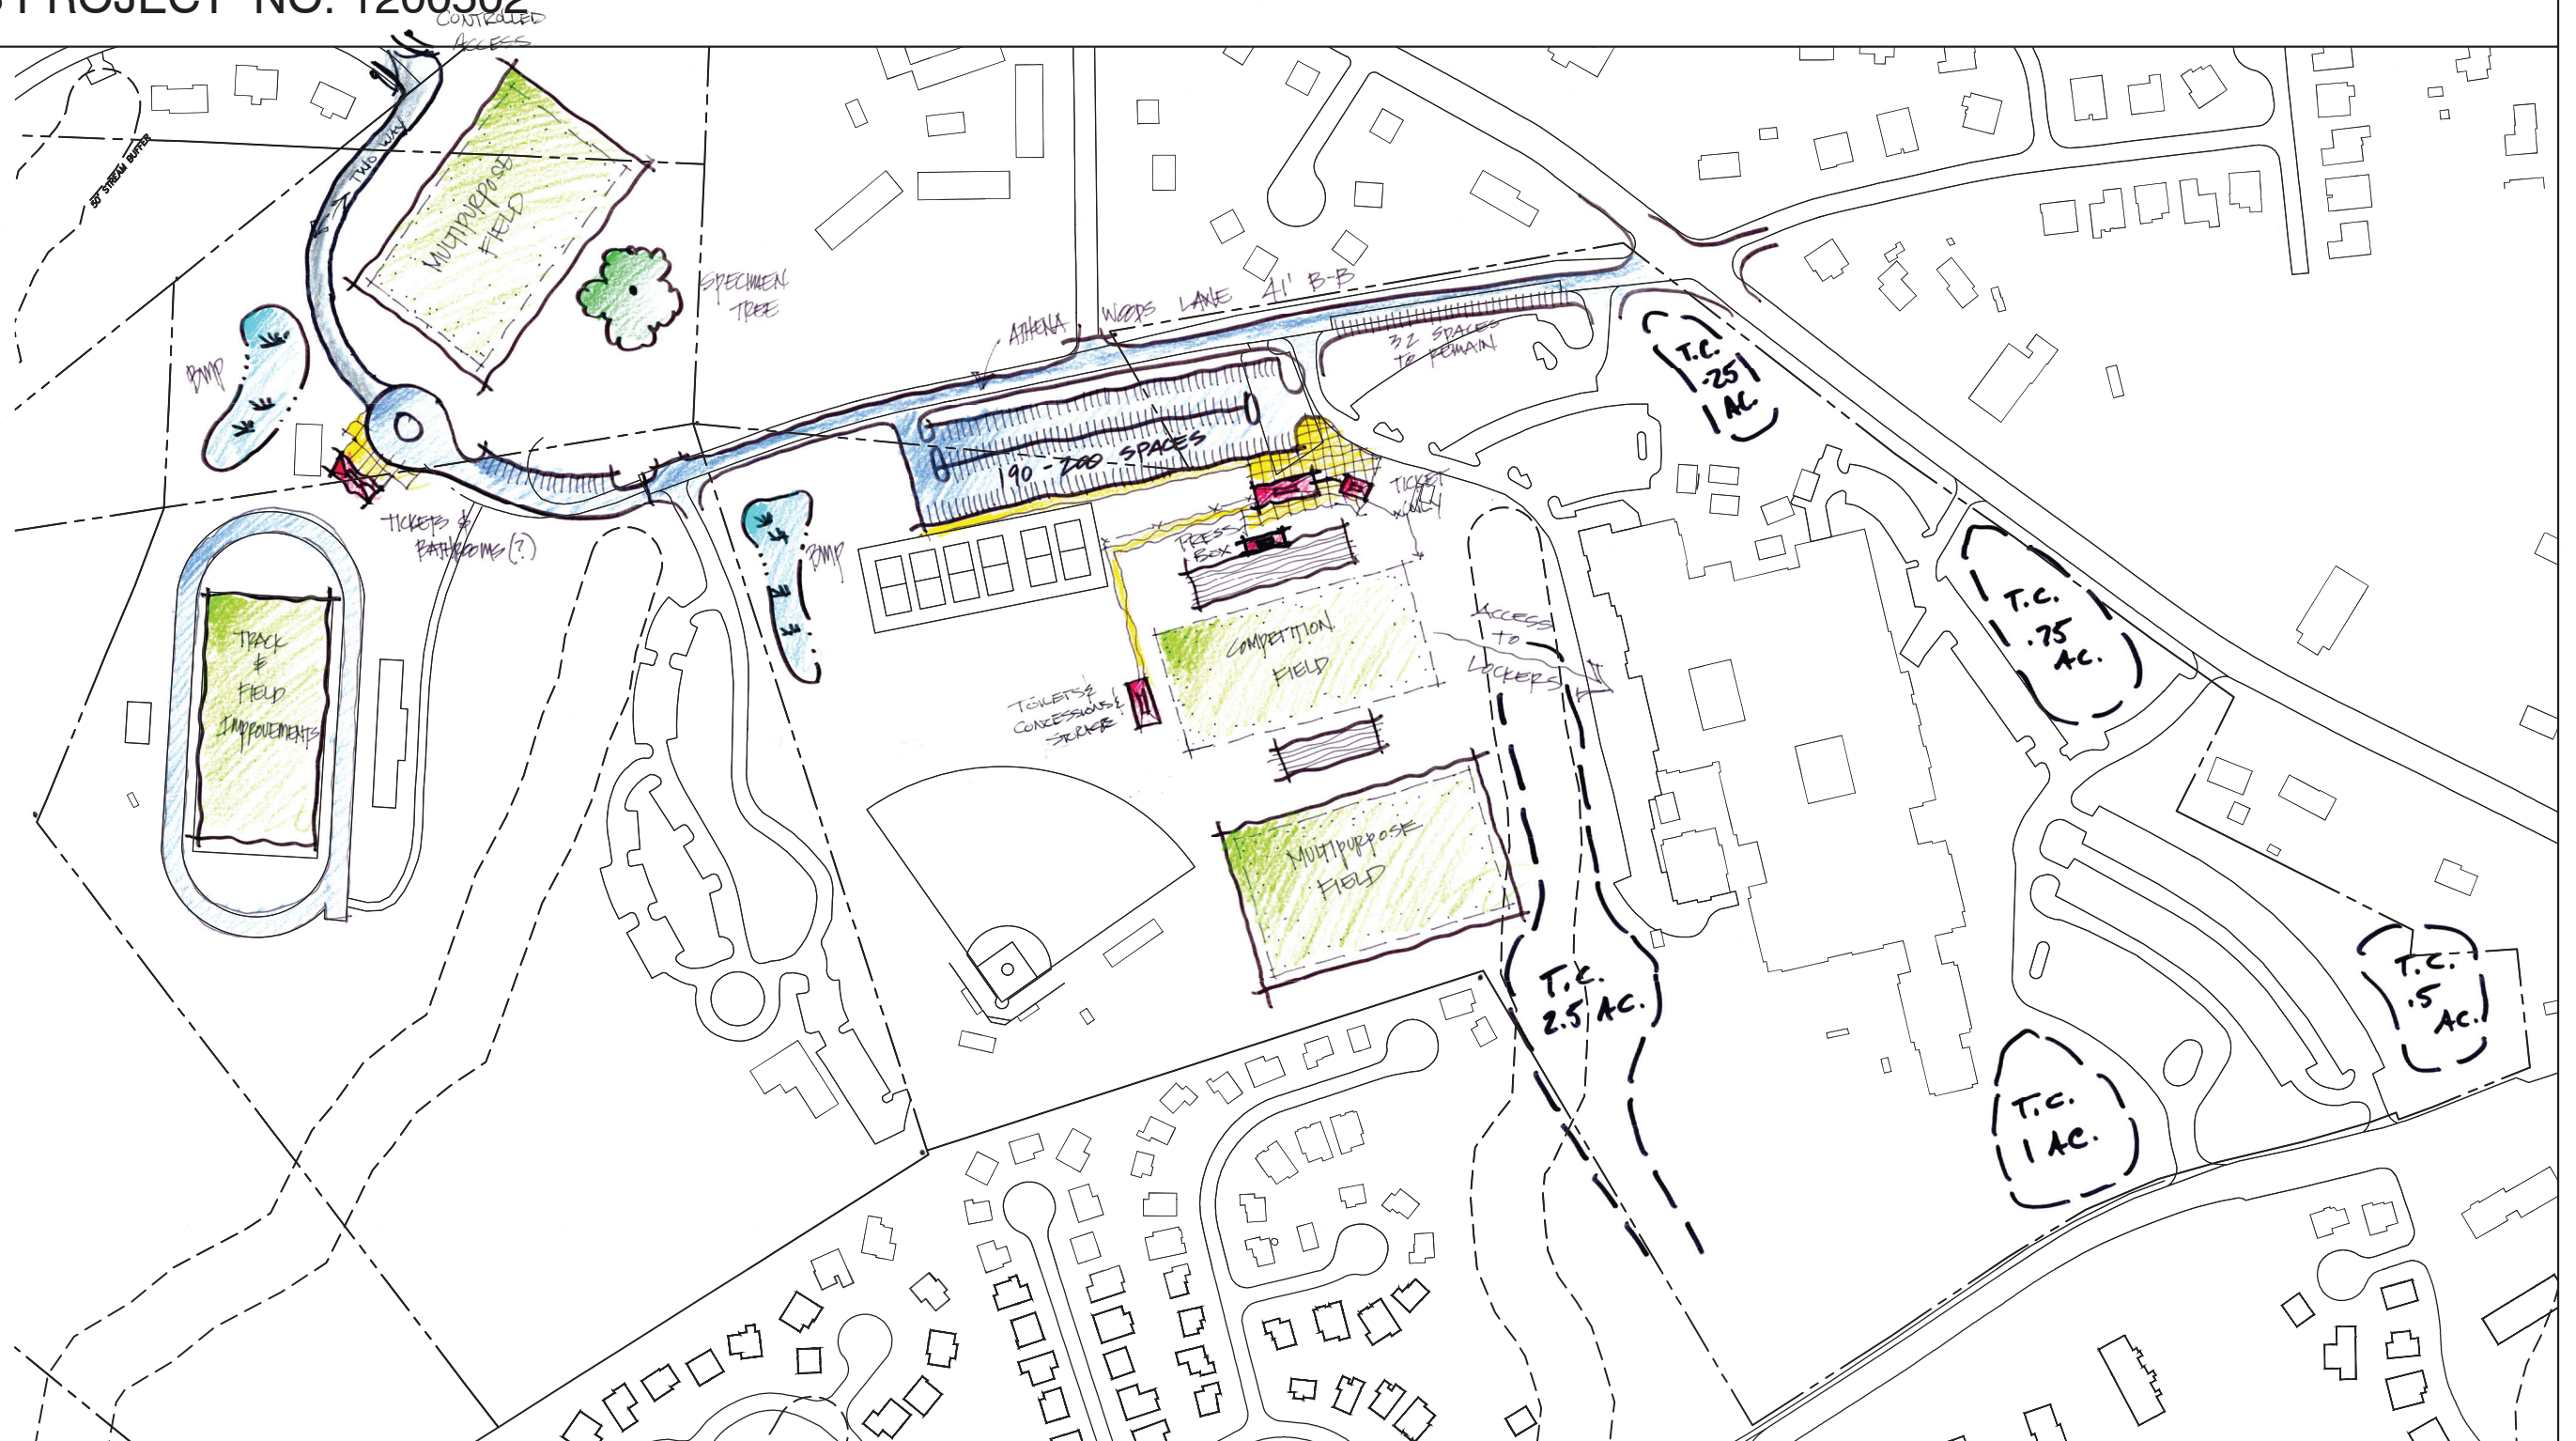 PROJECT NO. 1200302
CONTROLLED
ACCESS
50' STREAM BUFFER
TWO WAY
MULTIPURPOSE
FIELD
SPECIMEN
TREE
BMP
ATHENA WOODS LANE 41' B-B
32 SPACES
TO REMAIN
T.C.
.25
AC.
190 - 200 SPACES
TICKETS &
BATHROOMS (?)
TICKET
BMP
PRESS
BOX
TRACK
&
FIELD
IMPROVEMENTS
COMPETITION
FIELD
ACCESS
TO
LOCKERS
T.C.
.75
AC.
TOILETS &
CONCESSIONS &
STORAGE
MULTIPURPOSE
FIELD
T.C.
2.5 AC.
T.C.
.5
AC.
T.C.
1 AC.